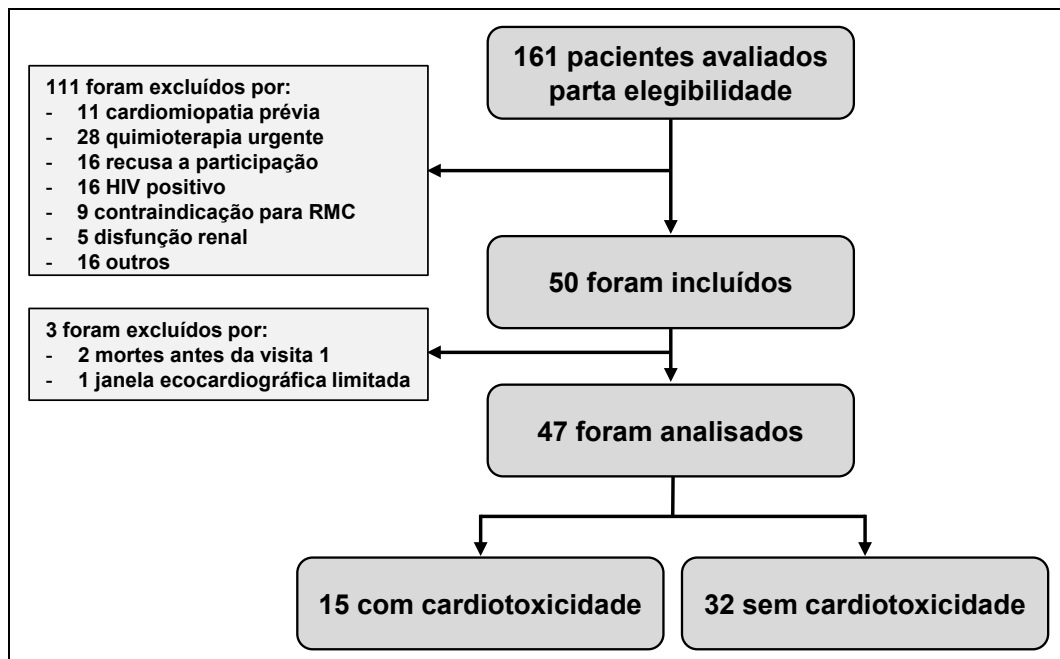 161 pacientes avaliados
parta elegibilidade
111 foram excluídos por:
- 11 cardiomiopatia prévia
- 28 quimioterapia urgente
- 16 recusa a participação
- 16 HIV positivo
- 9 contraindicação para RMC
- 5 disfunção renal
- 16 outros
50 foram incluídos
3 foram excluídos por:
- 2 mortes antes da visita 1
- 1 janela ecocardiográfica limitada
47 foram analisados
15 com cardiotoxicidade
32 sem cardiotoxicidade